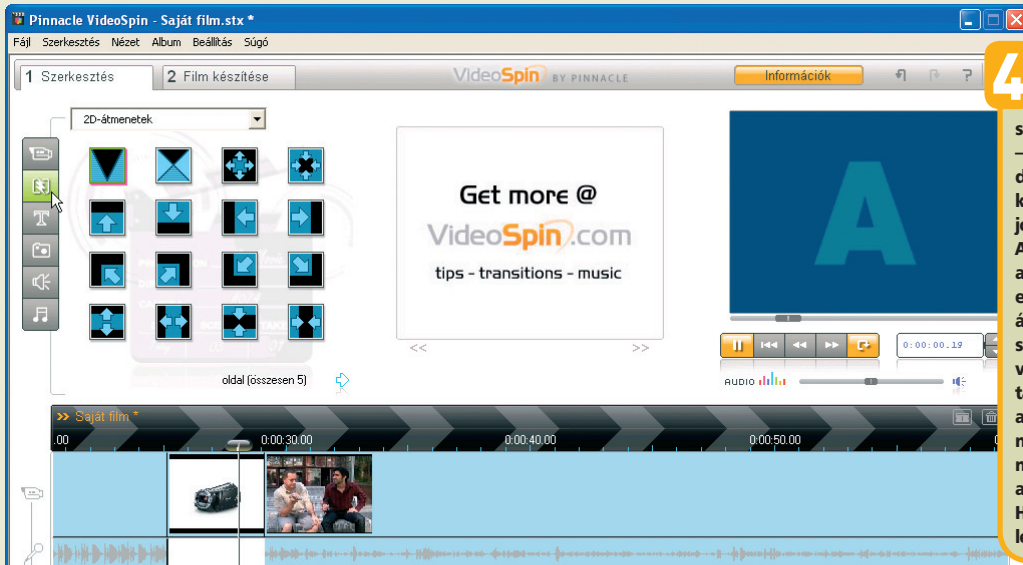 Pinnacle VideoSpin - Saját film.stx *
Fájl Szerkesztés Nézet Album Beállítás Súgó
1 Szerkesztés
2 Film készítése
VideoSpin BY PINNACLE
Információk
?
4
2D-átmenetek
Get more @
VideoSpin.com
tips - transitions - music
<< >>
A
0:00:00.19
AUDIO
oldal (összesen 5)
>> Saját film *
.00 0:00:30.00 0:00:40.00 0:00:50.00